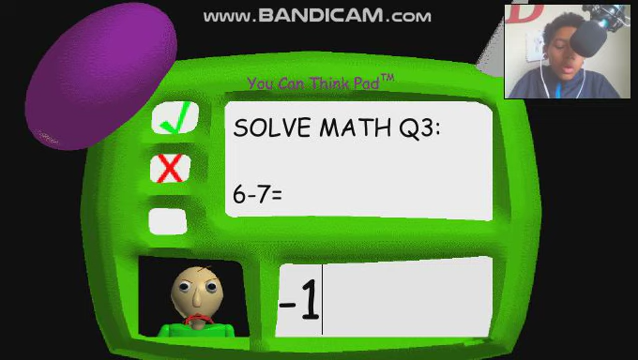 www.BANDICAM.com
You Can Think Pad™
SOLVE MATH Q3:
6-7=
-1